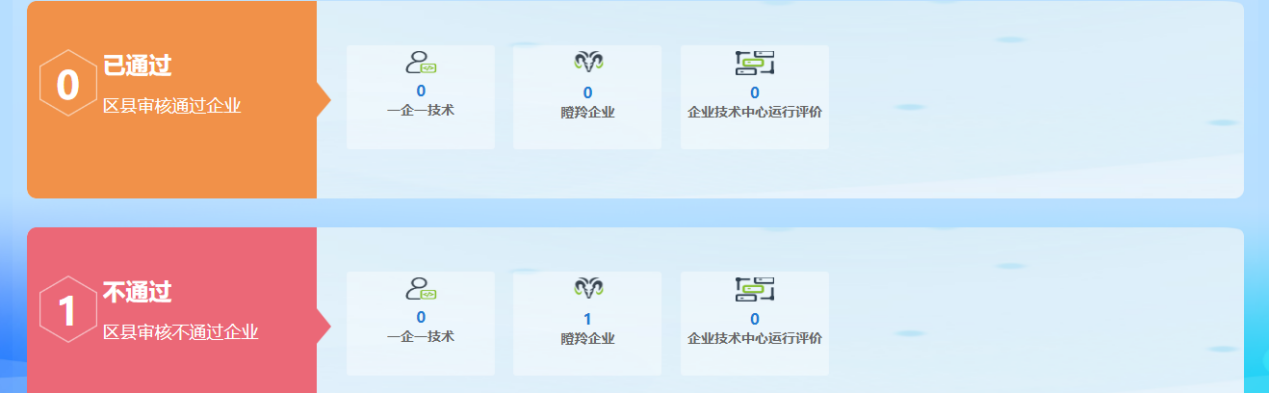 0
已通过
区县审核通过企业
0
一企一技术
0
瞪羚企业
0
企业技术中心运行评价
1
不通过
区县审核不通过企业
0
一企一技术
1
瞪羚企业
0
企业技术中心运行评价